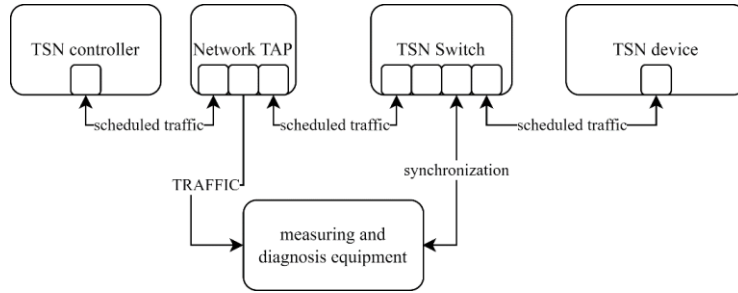 TSN controller
Network TAP
TSN Switch
TSN device
scheduled traffic
scheduled traffic
scheduled traffic
TRAFFIC
synchronization
measuring and
diagnosis equipment